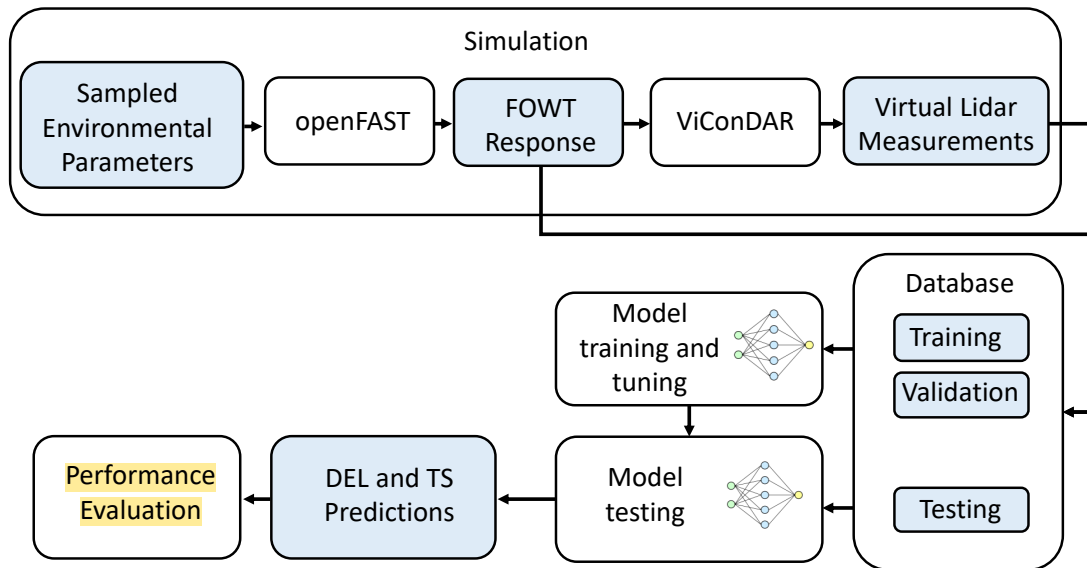 Simulation
Sampled
Environmental
Parameters
openFAST
FOWT
Response
ViConDAR
Virtual Lidar
Measurements
Database
Training
Validation
Testing
Model
training and
tuning
Model
testing
DEL and TS
Predictions
Performance
Evaluation